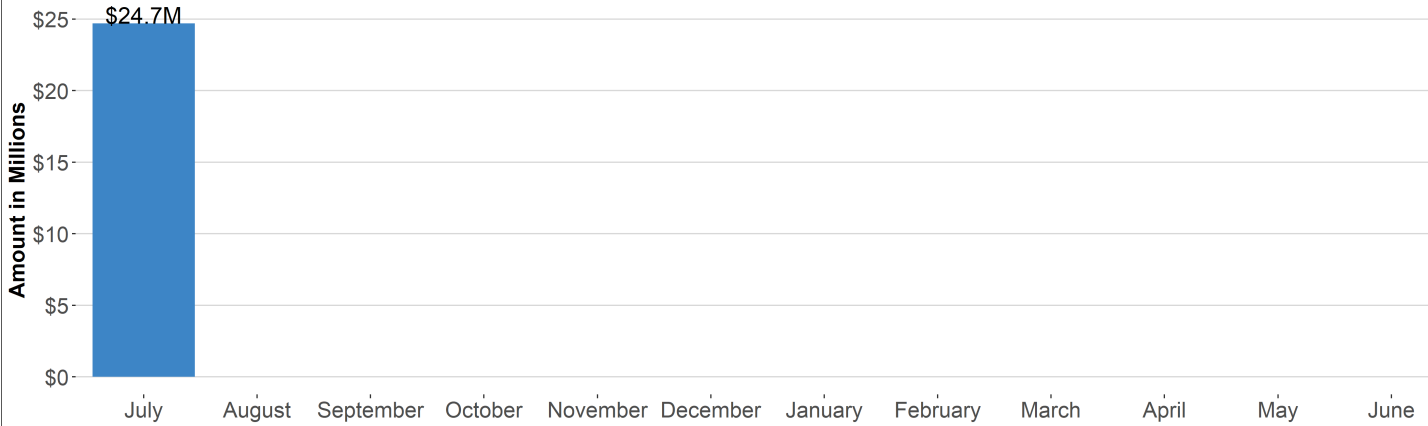 $24.7M
$25
$20
$15
$10
$5
$0
Amount in Millions
July August September October November December January February March April May June